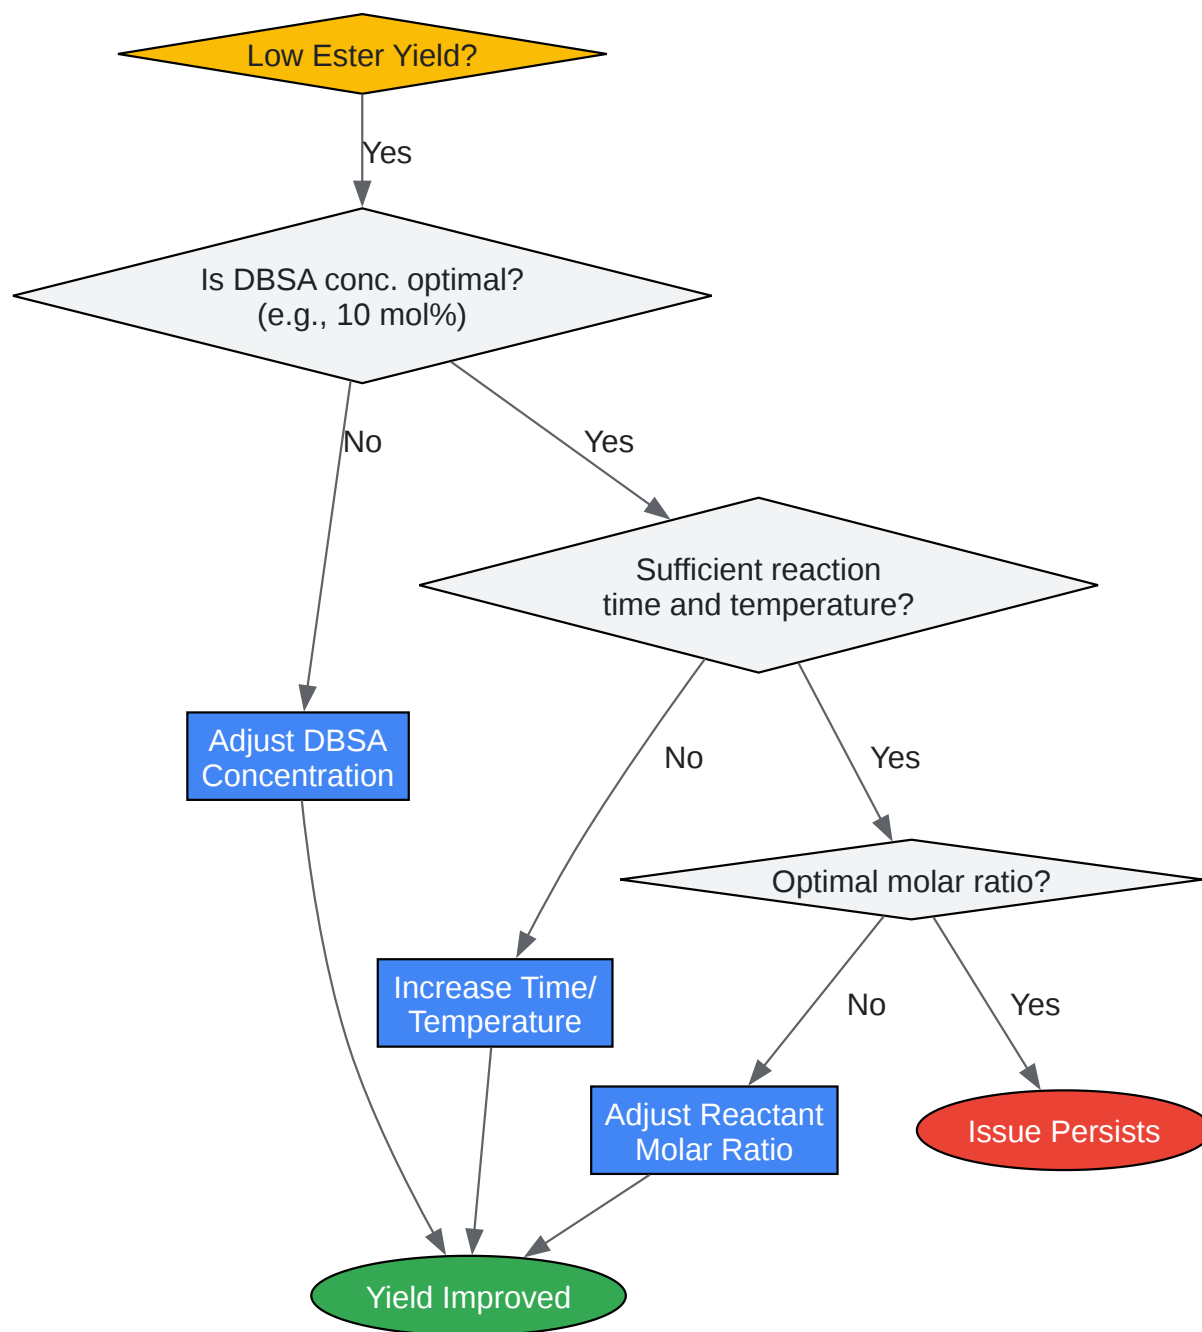 Low Ester Yield?
Yes
Is DBSA conc. optimal?
(e.g., 10 mol%)
No
Yes
Sufficient reaction
time and temperature?
Adjust DBSA
Concentration
No
Yes
Optimal molar ratio?
Increase Time/
Temperature
No
Yes
Adjust Reactant
Molar Ratio
Issue Persists
Yield Improved